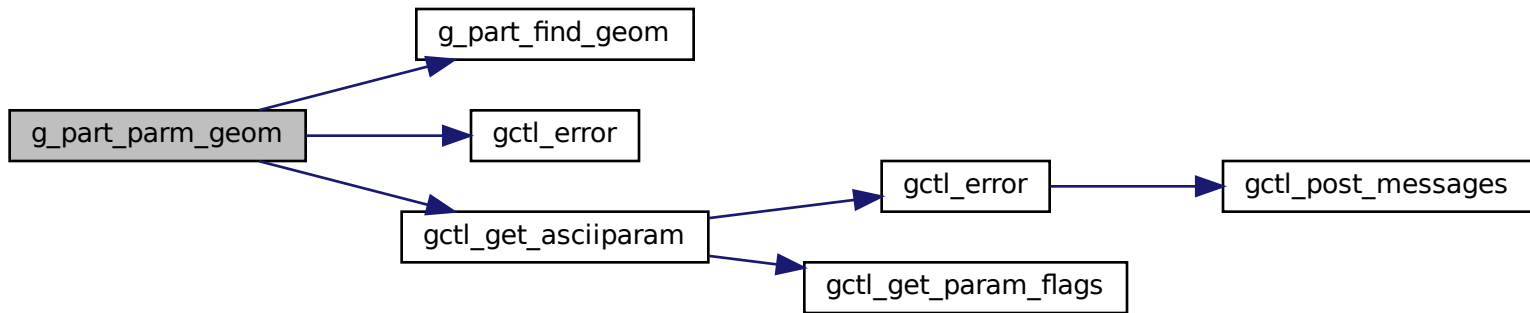 g_part_find_geom
g_part_parm_geom
gctl_error
gctl_error
gctl_post_messages
gctl_get_asciiparam
gctl_get_param_flags